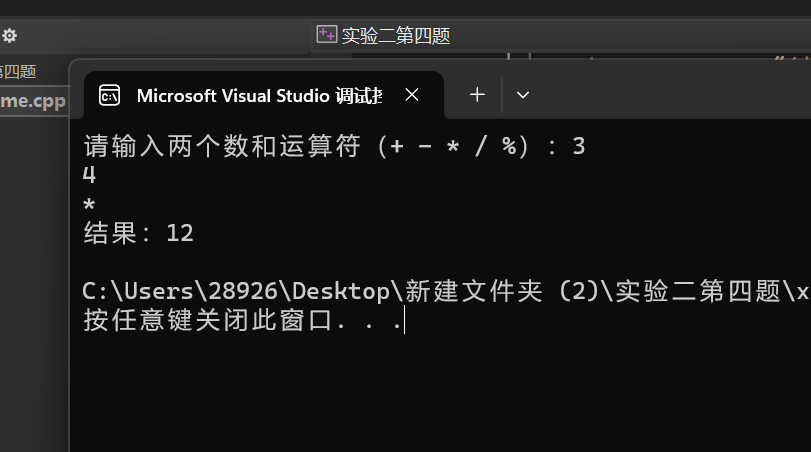 实验二第四题
第四题
me.cpp
Microsoft Visual Studio 调试
请输入两个数和运算符（+ - * / %）：3
4
*
结果：12
C:\Users\28926\Desktop\新建文件夹 (2)\实验二第四题\x
按任意键关闭此窗口. . .